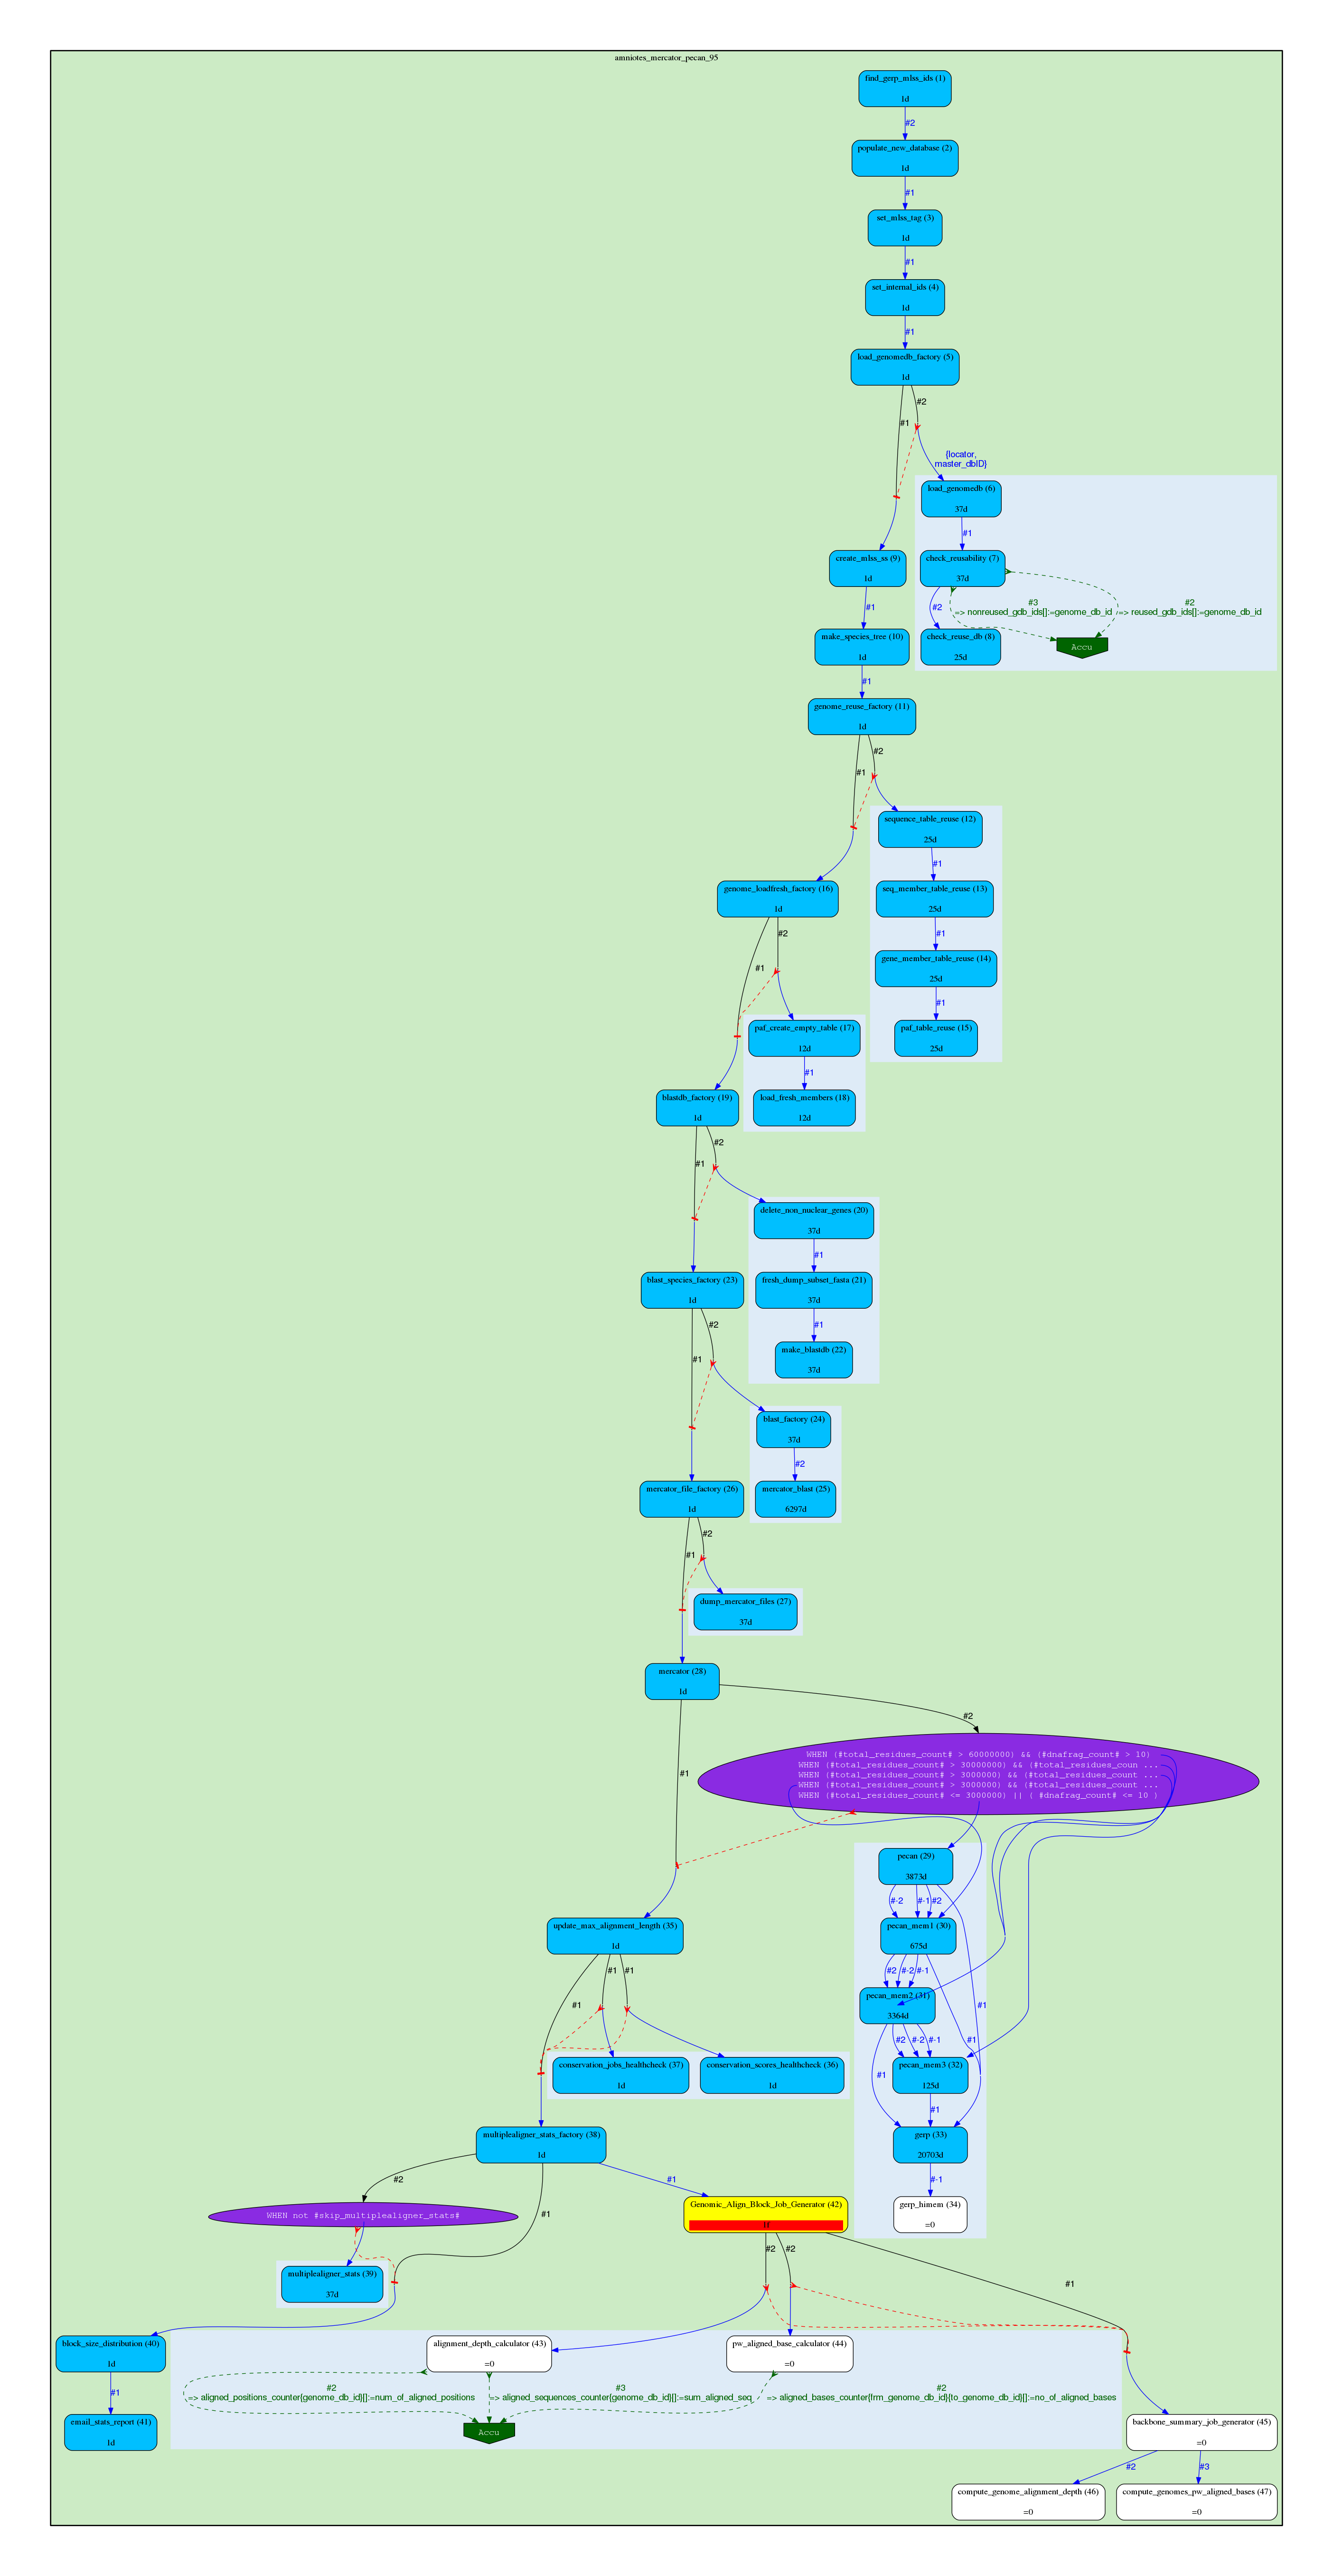 amniotes_mercator_pecan_95
find_gerp_mlss_ids (1)
1d
#2
populate_new_database (2)
1d
#1
set_mlss_tag (3)
1d
#1
set_internal_ids (4)
1d
#1
load_genomedb_factory (5)
1d
#2
#1
{locator,
master_dbID}
load_genomedb (6)
37d
#1
create_mlss_ss (9)
1d
check_reusability (7)
37d
#1
#2
#3
=> nonreused_gdb_ids[]:=genome_db_id
#2
=> reused_gdb_ids[]:=genome_db_id
make_species_tree (10)
1d
check_reuse_db (8)
25d
Accu
#1
genome_reuse_factory (11)
1d
#2
#1
sequence_table_reuse (12)
25d
#1
genome_loadfresh_factory (16)
1d
seq_member_table_reuse (13)
25d
#2
#1
#1
gene_member_table_reuse (14)
25d
#1
paf_create_empty_table (17)
12d
paf_table_reuse (15)
25d
#1
blastdb_factory (19)
1d
load_fresh_members (18)
12d
#2
#1
delete_non_nuclear_genes (20)
37d
#1
blast_species_factory (23)
1d
fresh_dump_subset_fasta (21)
37d
#2
#1
#1
make_blastdb (22)
37d
blast_factory (24)
37d
#2
mercator_file_factory (26)
1d
mercator_blast (25)
6297d
#2
#1
dump_mercator_files (27)
37d
mercator (28)
1d
#2
WHEN (#total_residues_count# > 60000000) && (#dnafrag_count# > 10)
WHEN (#total_residues_count# > 30000000) && (#total_residues_coun ...
WHEN (#total_residues_count# > 3000000) && (#total_residues_count ...
WHEN (#total_residues_count# > 3000000) && (#total_residues_count ...
WHEN (#total_residues_count# <= 3000000) || ( #dnafrag_count# <= 10 )
#1
pecan (29)
3873d
#-2
#-1
#2
update_max_alignment_length (35)
1d
pecan_mem1 (30)
675d
#1
#1
#1
#2
#-2
#-1
#1
pecan_mem2 (31)
3364d
#2
#-2
#-1
#1
conservation_jobs_healthcheck (37)
1d
conservation_scores_healthcheck (36)
1d
pecan_mem3 (32)
125d
#1
#1
multiplealigner_stats_factory (38)
1d
gerp (33)
20703d
#2
#1
#-1
WHEN not #skip_multiplealigner_stats#
#1
Genomic_Align_Block_Job_Generator (42)
1f
gerp_himem (34)
=0
#2
#2
#1
multiplealigner_stats (39)
37d
block_size_distribution (40)
1d
alignment_depth_calculator (43)
=0
pw_aligned_base_calculator (44)
=0
#1
#2
=> aligned_positions_counter{genome_db_id}[]:=num_of_aligned_positions
#3
=> aligned_sequences_counter{genome_db_id}[]:=sum_aligned_seq
#2
=> aligned_bases_counter{frm_genome_db_id}{to_genome_db_id}[]:=no_of_aligned_bases
email_stats_report (41)
1d
Accu
backbone_summary_job_generator (45)
=0
#2
#3
compute_genome_alignment_depth (46)
=0
compute_genomes_pw_aligned_bases (47)
=0